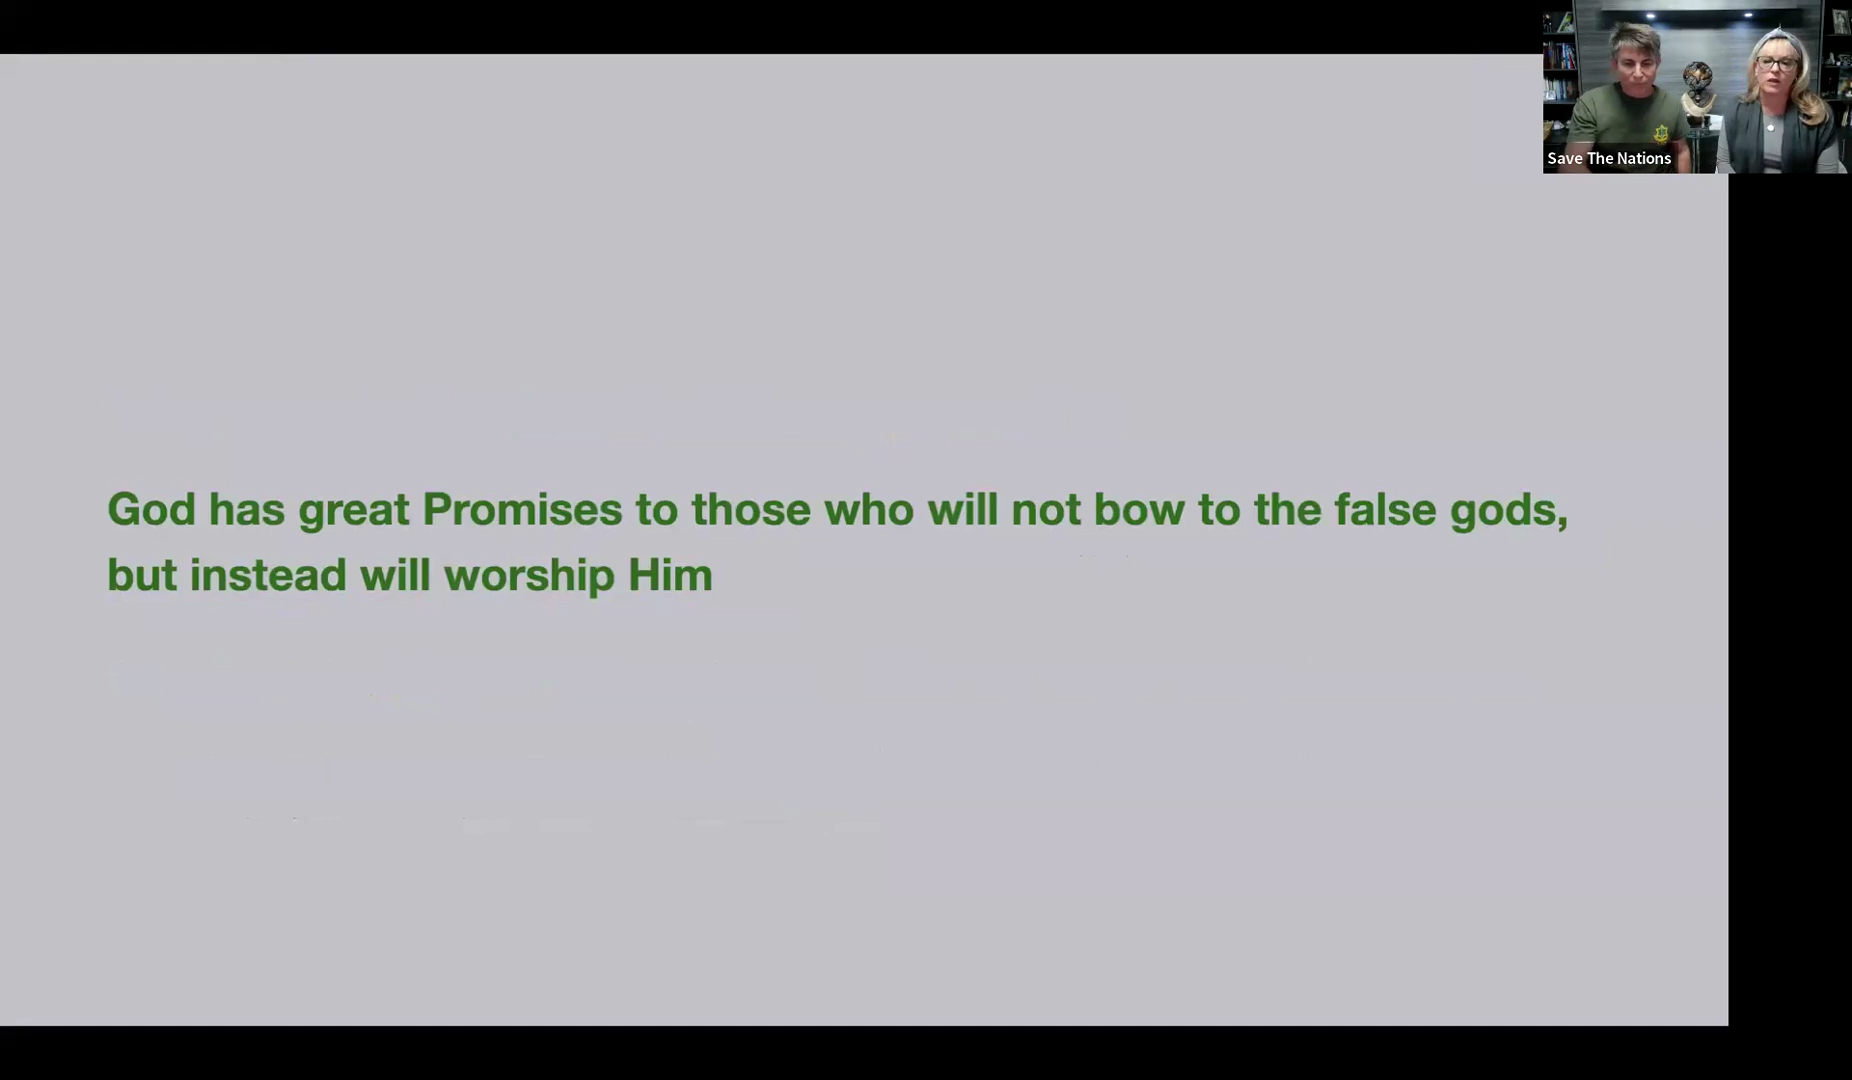 Save The Nations
God has great Promises to those who will not bow to the false gods,
but instead will worship Him